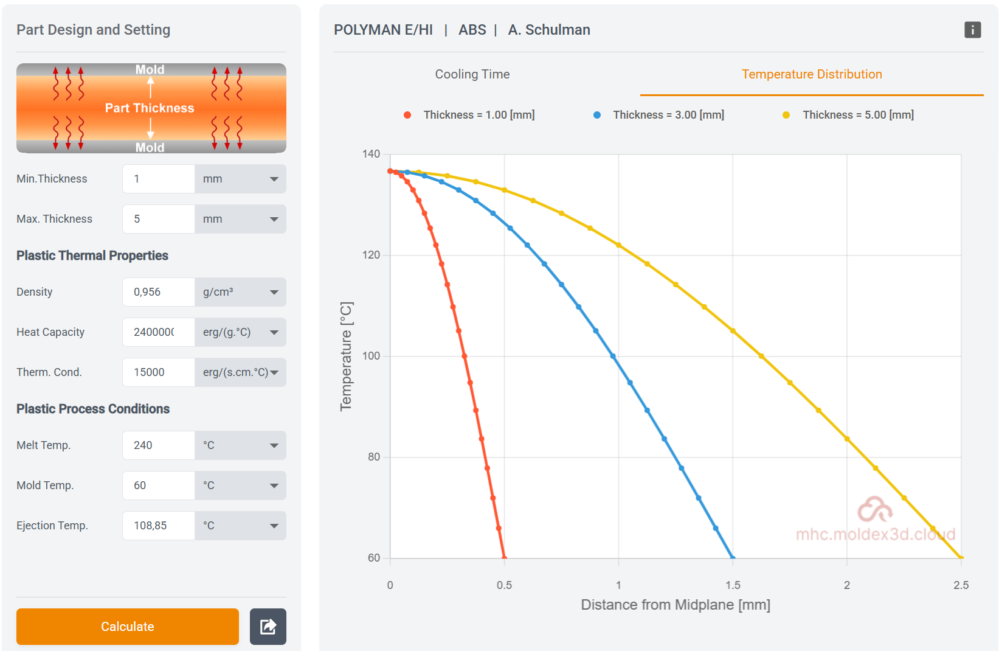 Part Design and Setting
Mold
Part Thickness
Mold
Min.Thickness 1 mm
Max. Thickness 5 mm
Plastic Thermal Properties
Density 0,956 g/cm³
Heat Capacity 2400000 erg/(g.°C)
Therm. Cond. 15000 erg/(s.cm.°C)
Plastic Process Conditions
Melt Temp. 240 °C
Mold Temp. 60 °C
Ejection Temp. 108,85 °C
Calculate
POLYMAN E/HI | ABS | A. Schulman
i
Cooling Time Temperature Distribution
Thickness = 1.00 [mm] Thickness = 3.00 [mm] Thickness = 5.00 [mm]
140
120
100
80
60
Temperature [°C]
0 0.5 1 1.5 2 2.5
Distance from Midplane [mm]
mhc.moldex3d.cloud